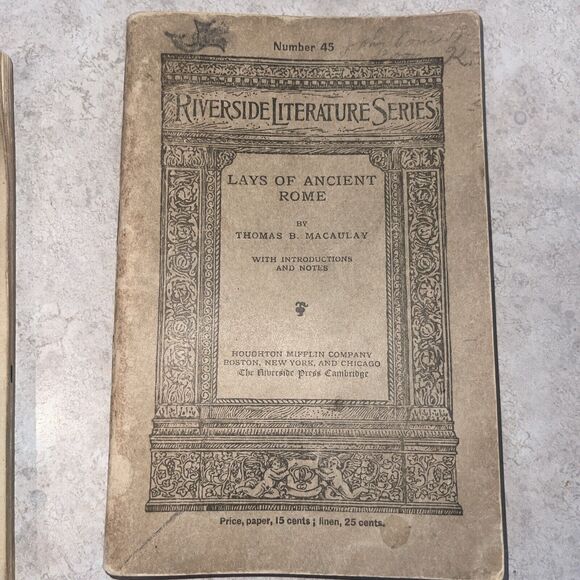 Number 45
RIVERSIDE LITERATURE SERIES
LAYS OF ANCIENT
ROME
BY
THOMAS B. MACAULAY
WITH INTRODUCTIONS
AND NOTES
HOUGHTON MIFFLIN COMPANY
BOSTON, NEW YORK, AND CHICAGO
The Riverside Press Cambridge
Price, paper, 15 cents; linen, 25 cents.